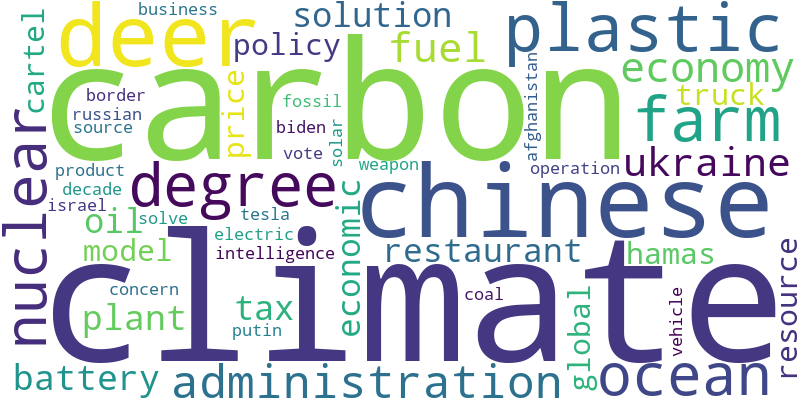 business
solution
plastic
deer
policy
fuel
cartel
carbon
economy
border
price
fossil
afghanistan
truck
russian
source
biden
solar
farm
vote
nuclear
product
degree
weapon
operation
ukraine
decade
israel
chinese
oil
solve
tesla
economic
electric
model
intelligence
restaurant
hamas
climate
concern
coal
vehicle
resource
plant
tax
putin
global
battery
administration
ocean